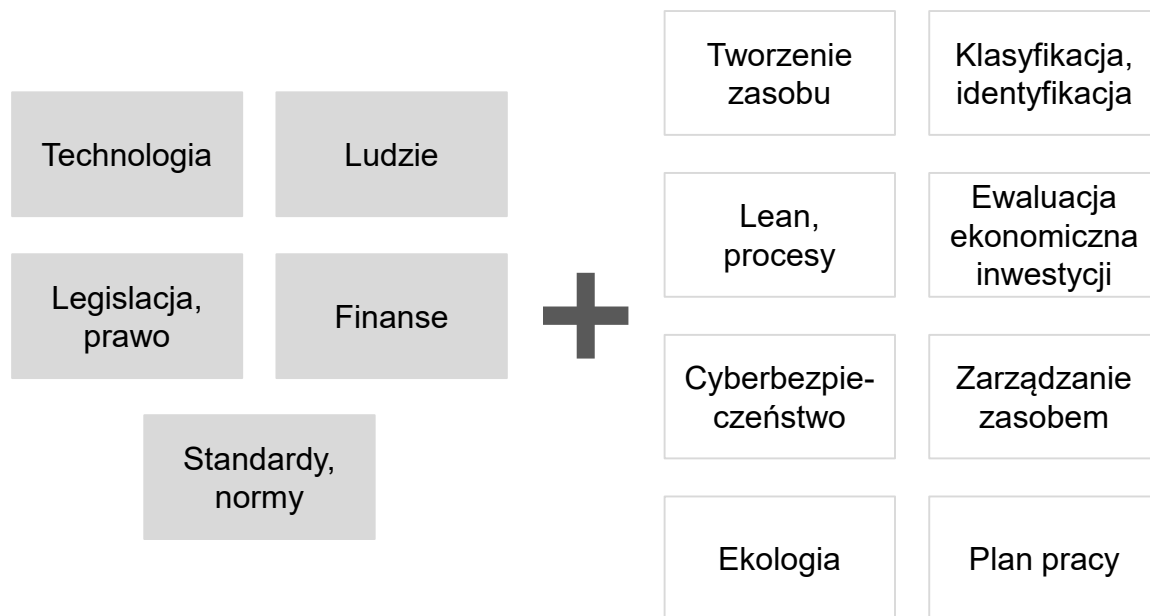 Technologia
Ludzie
Legislacja,
prawo
Finanse
Standardy,
normy
Tworzenie
zasobu
Klasyfikacja,
identyfikacja
Lean,
procesy
Ewaluacja
ekonomiczna
inwestycji
Cyberbezpie-
czeństwo
Zarządzanie
zasobem
Ekologia
Plan pracy